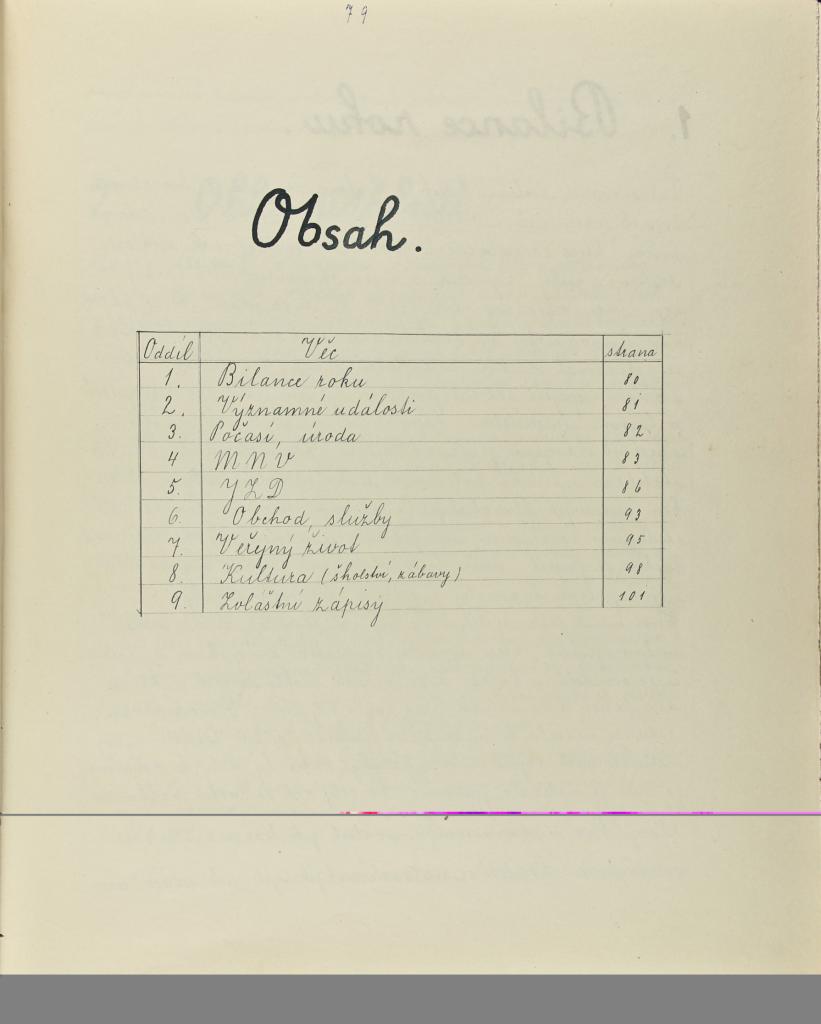 79
Obsah.
Oddíl Věc strana
1. Bilance roku 80
2. Významné události 81
3. Počasí, úroda 82
4 MNV 83
5. JZD 86
6. Obchod, služby 93
7. Veřejný život 95
8. Kultura (školství, zábavy) 98
9. Zvláštní zápisy 101